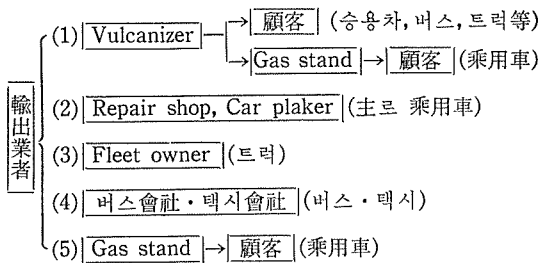 輸出業者
(1) Vulcanizer → 顧客 (승용차, 버스, 트럭等)
→ Gas stand → 顧客 (乘用車)
(2) Repair shop, Car plaker (主로 乘用車)
(3) Fleet owner (트럭)
(4) 버스會社・택시會社 (버스・택시)
(5) Gas stand → 顧客 (乘用車)